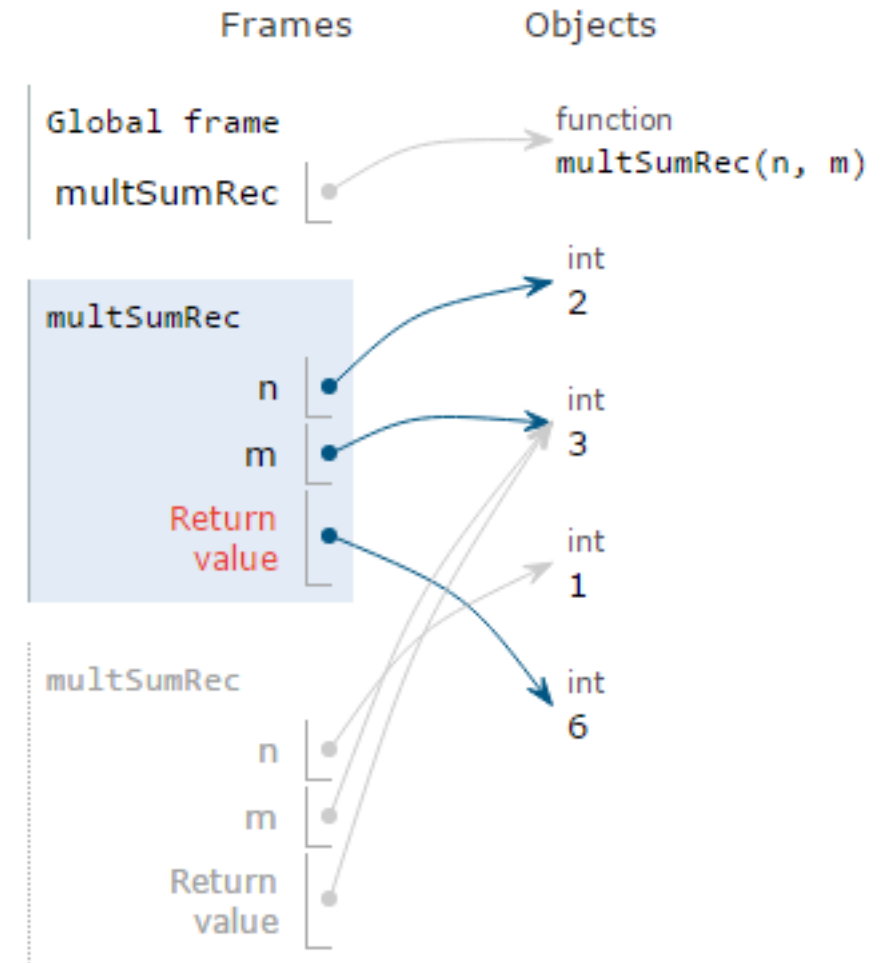 Frames Objects
Global frame
multSumRec
function
multSumRec(n, m)
multSumRec
n
m
Return
value
int
2
int
3
int
1
int
6
multSumRec
n
m
Return
value